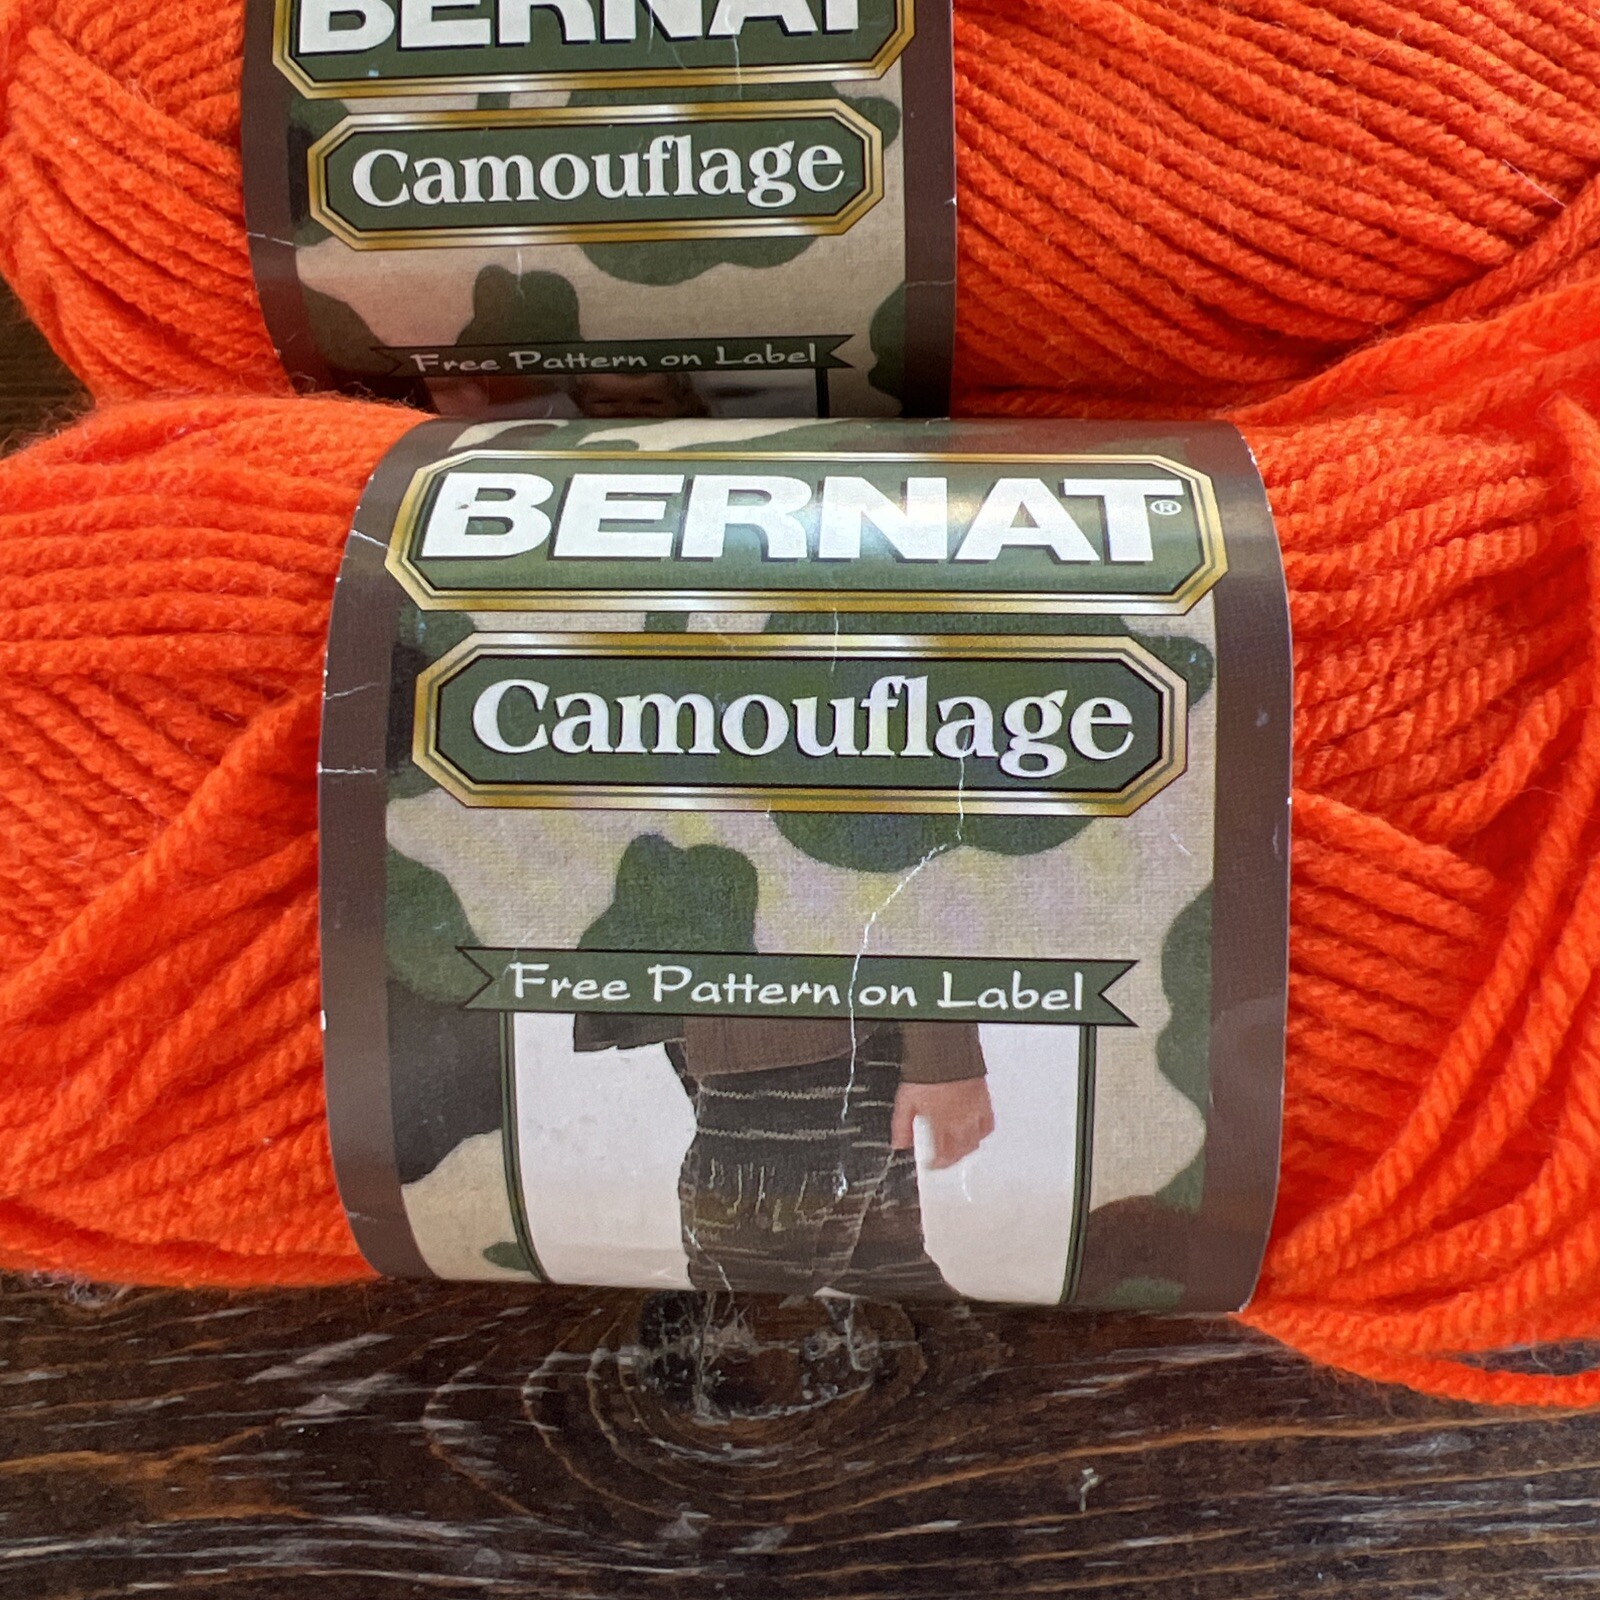 BERNAT
Camouflage
Free Pattern on Label
BERNAT®
Camouflage
Free Pattern on Label